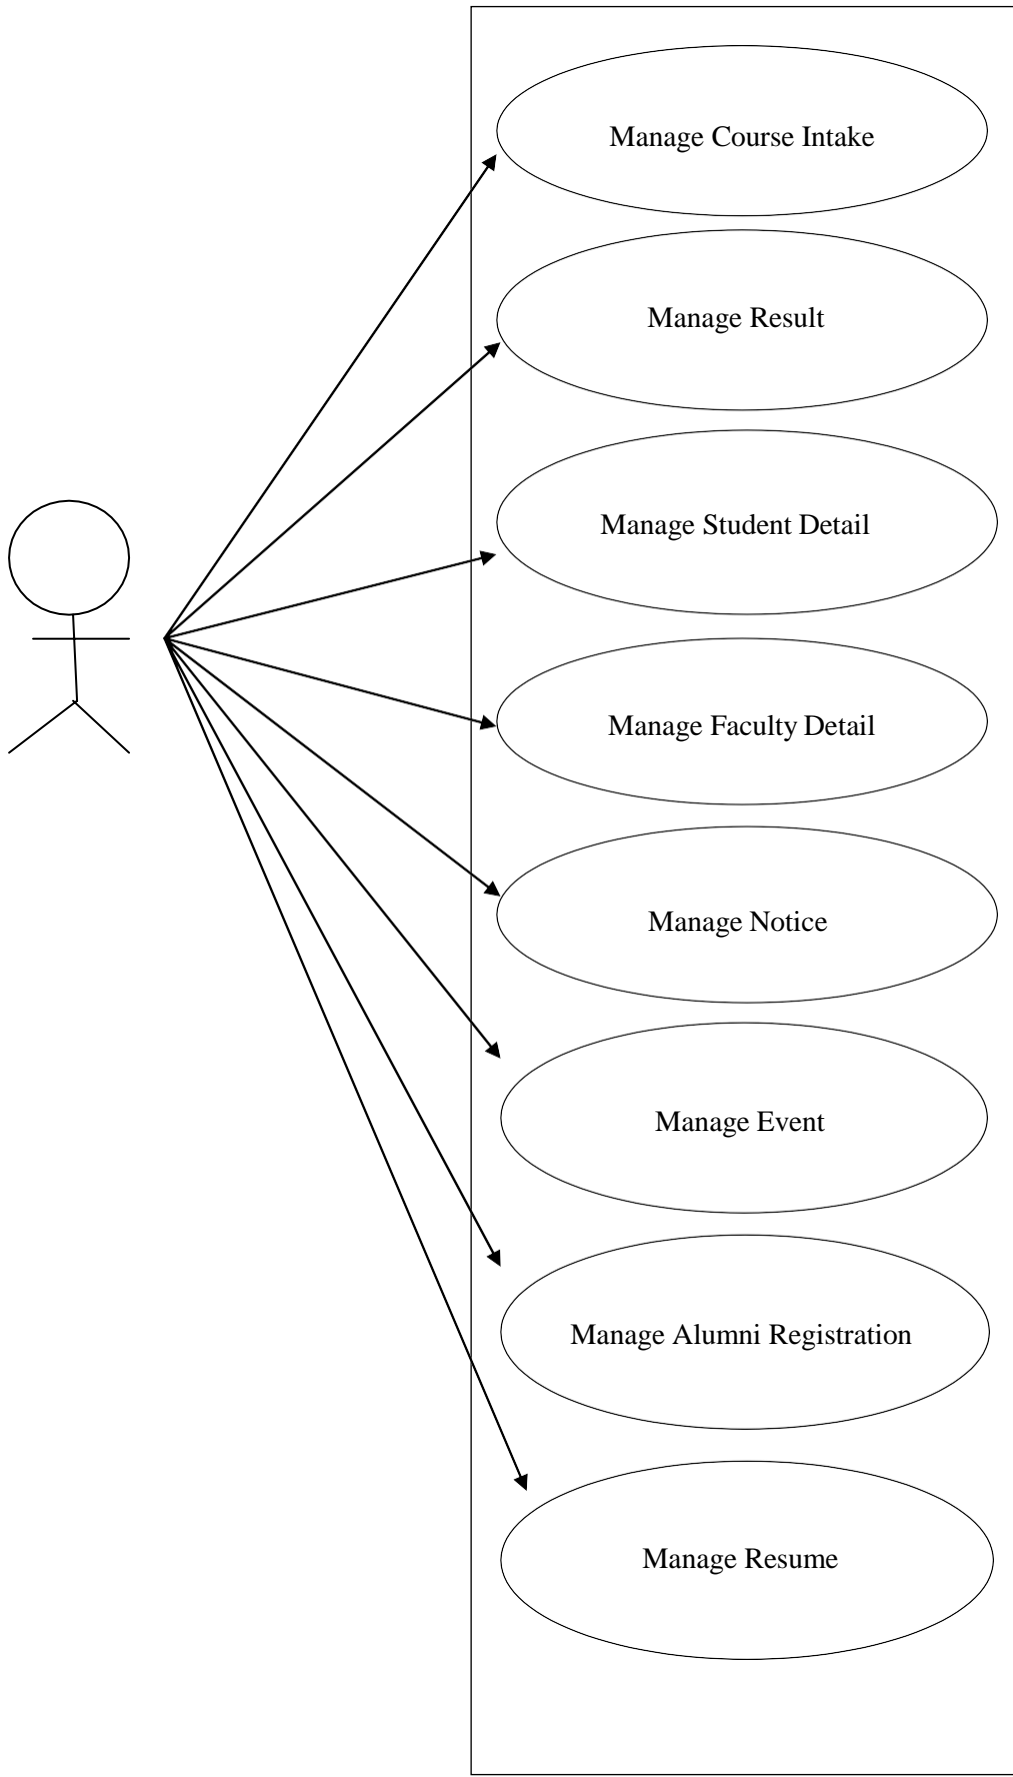 Manage Course Intake
Manage Result
Manage Student Detail
Manage Faculty Detail
Manage Notice
Manage Event
Manage Alumni Registration
Manage Resume